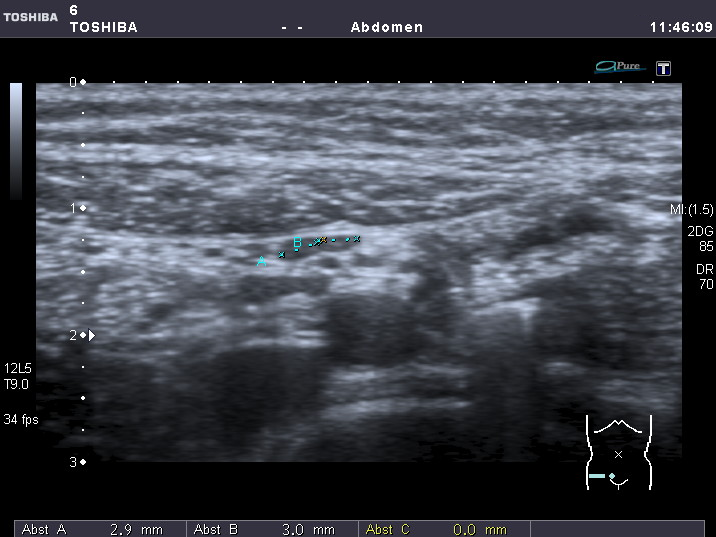 TOSHIBA
6
TOSHIBA - - Abdomen 11:46:09
aPure T
0
1
MI:(1.5)
2DG
85
DR
70
B
A
2
12L5
T9.0
34 fps
3
Abst A 2.9 mm Abst B 3.0 mm Abst C 0.0 mm